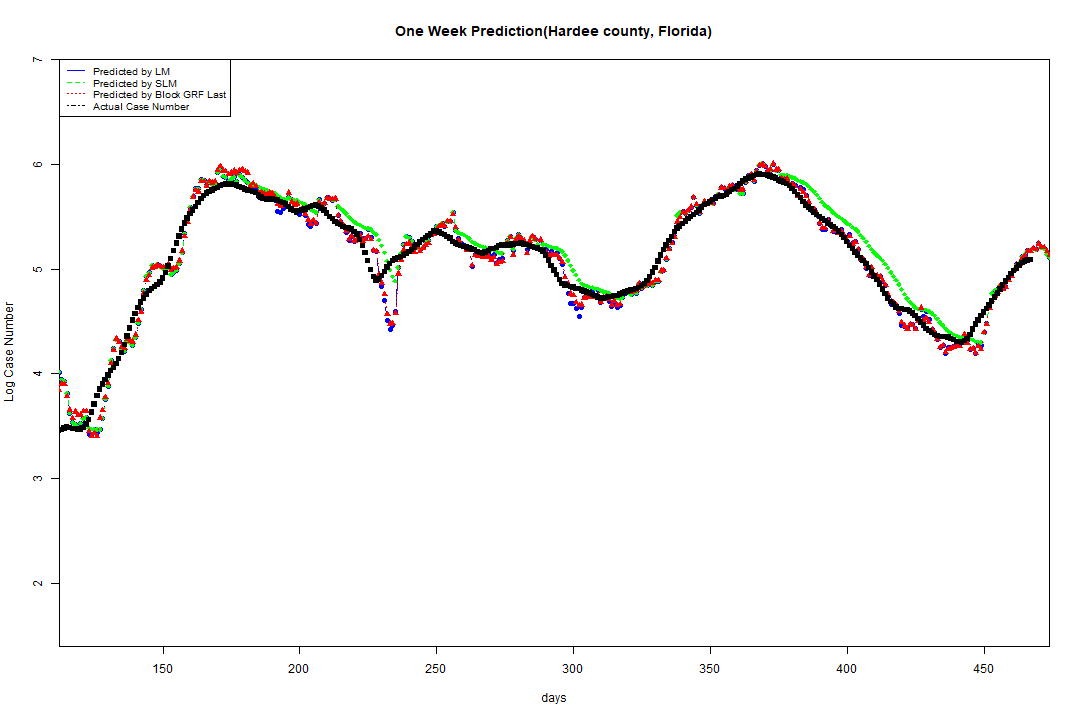 One Week Prediction(Hardee county, Florida)
Predicted by LM
Predicted by SLM
Predicted by Block GRF Last
Actual Case Number
7
6
5
4
3
2
Log Case Number
150 200 250 300 350 400 450
days